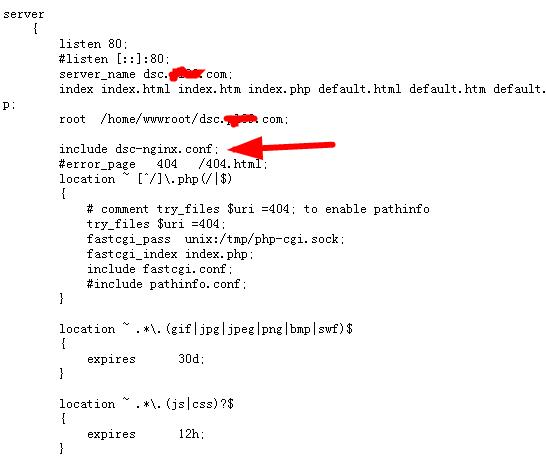 server
{
listen 80;
#listen [::]:80;
server_name dsc. .com;
index index.html index.htm index.php default.html default.htm default.
p;
root /home/wwwroot/dsc. .com;
include dsc-nginx.conf;
#error_page 404 /404.html;
location ~ [^/]\.php(/|$)
{
# comment try_files $uri =404; to enable pathinfo
try_files $uri =404;
fastcgi_pass unix:/tmp/php-cgi.sock;
fastcgi_index index.php;
include fastcgi.conf;
#include pathinfo.conf;
}
location ~ .*\.(gif|jpg|jpeg|png|bmp|swf)$
{
expires 30d;
}
location ~ .*\.(js|css)?$
{
expires 12h;
}